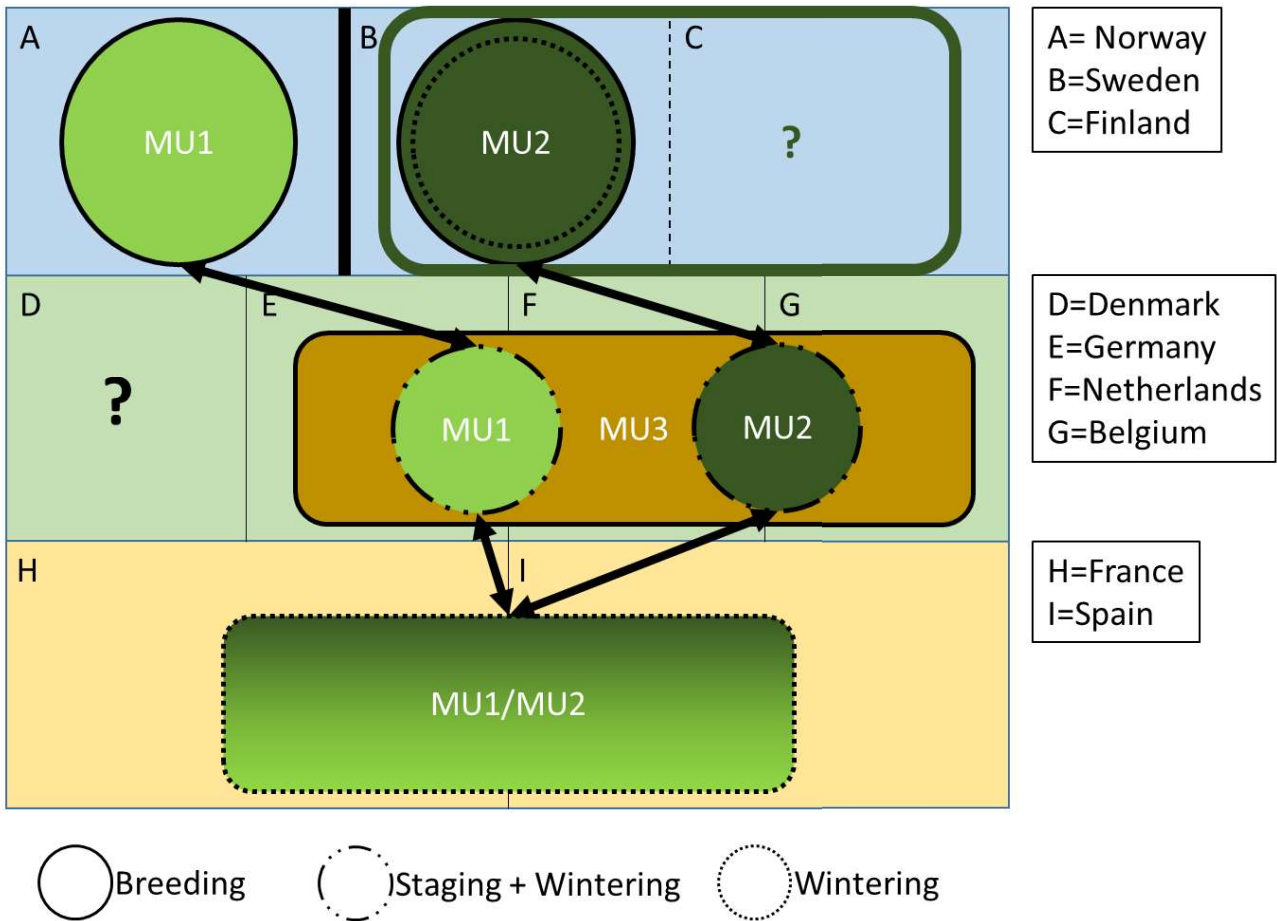 A
B
C
MU1
MU2
?
A= Norway
B=Sweden
C=Finland
D
E
F
G
?
MU1
MU3
MU2
D=Denmark
E=Germany
F=Netherlands
G=Belgium
H
I
MU1/MU2
H=France
I=Spain
Breeding
Staging + Wintering
Wintering